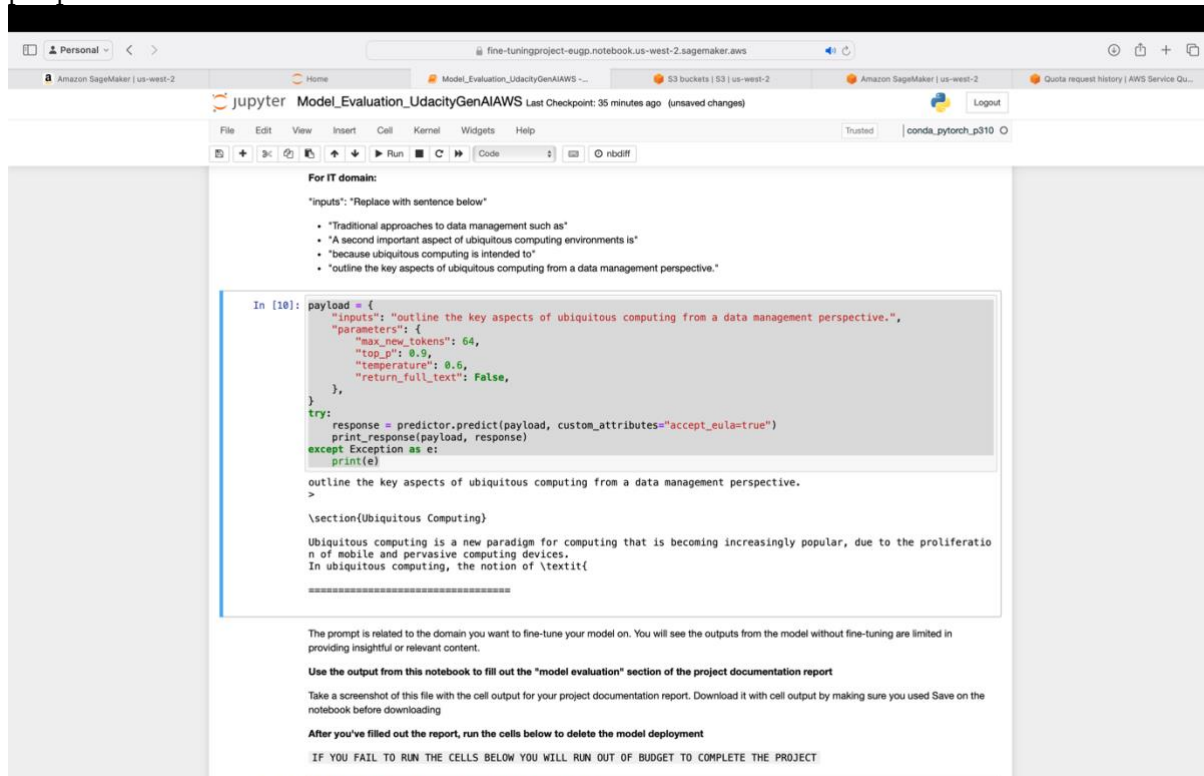 Personal
fine-tuningproject-eugp.notebook.us-west-2.sagemaker.aws
Amazon SageMaker | us-west-2
Home
Model_Evaluation_UdacityGenAIAWS -...
S3 buckets | S3 | us-west-2
Amazon SageMaker | us-west-2
Quota request history | AWS Service Qu...
jupyter Model_Evaluation_UdacityGenAIAWS Last Checkpoint: 35 minutes ago (unsaved changes)
Logout
File Edit View Insert Cell Kernel Widgets Help
Trusted
conda_pytorch_p310
Run
Code
nbdiff
For IT domain:
"inputs": "Replace with sentence below"
• "Traditional approaches to data management such as"
• "A second important aspect of ubiquitous computing environments is"
• "because ubiquitous computing is intended to"
• "outline the key aspects of ubiquitous computing from a data management perspective."
In [10]: payload = {
"inputs": "outline the key aspects of ubiquitous computing from a data management perspective.",
"parameters": {
"max_new_tokens": 64,
"top_p": 0.9,
"temperature": 0.6,
"return_full_text": False,
},
}
try:
response = predictor.predict(payload, custom_attributes="accept_eula=true")
print_response(payload, response)
except Exception as e:
print(e)
outline the key aspects of ubiquitous computing from a data management perspective.
>
\section{Ubiquitous Computing}
Ubiquitous computing is a new paradigm for computing that is becoming increasingly popular, due to the proliferatio
n of mobile and pervasive computing devices.
In ubiquitous computing, the notion of \textit{
==================================
The prompt is related to the domain you want to fine-tune your model on. You will see the outputs from the model without fine-tuning are limited in
providing insightful or relevant content.
Use the output from this notebook to fill out the "model evaluation" section of the project documentation report
Take a screenshot of this file with the cell output for your project documentation report. Download it with cell output by making sure you used Save on the
notebook before downloading
After you've filled out the report, run the cells below to delete the model deployment
IF YOU FAIL TO RUN THE CELLS BELOW YOU WILL RUN OUT OF BUDGET TO COMPLETE THE PROJECT